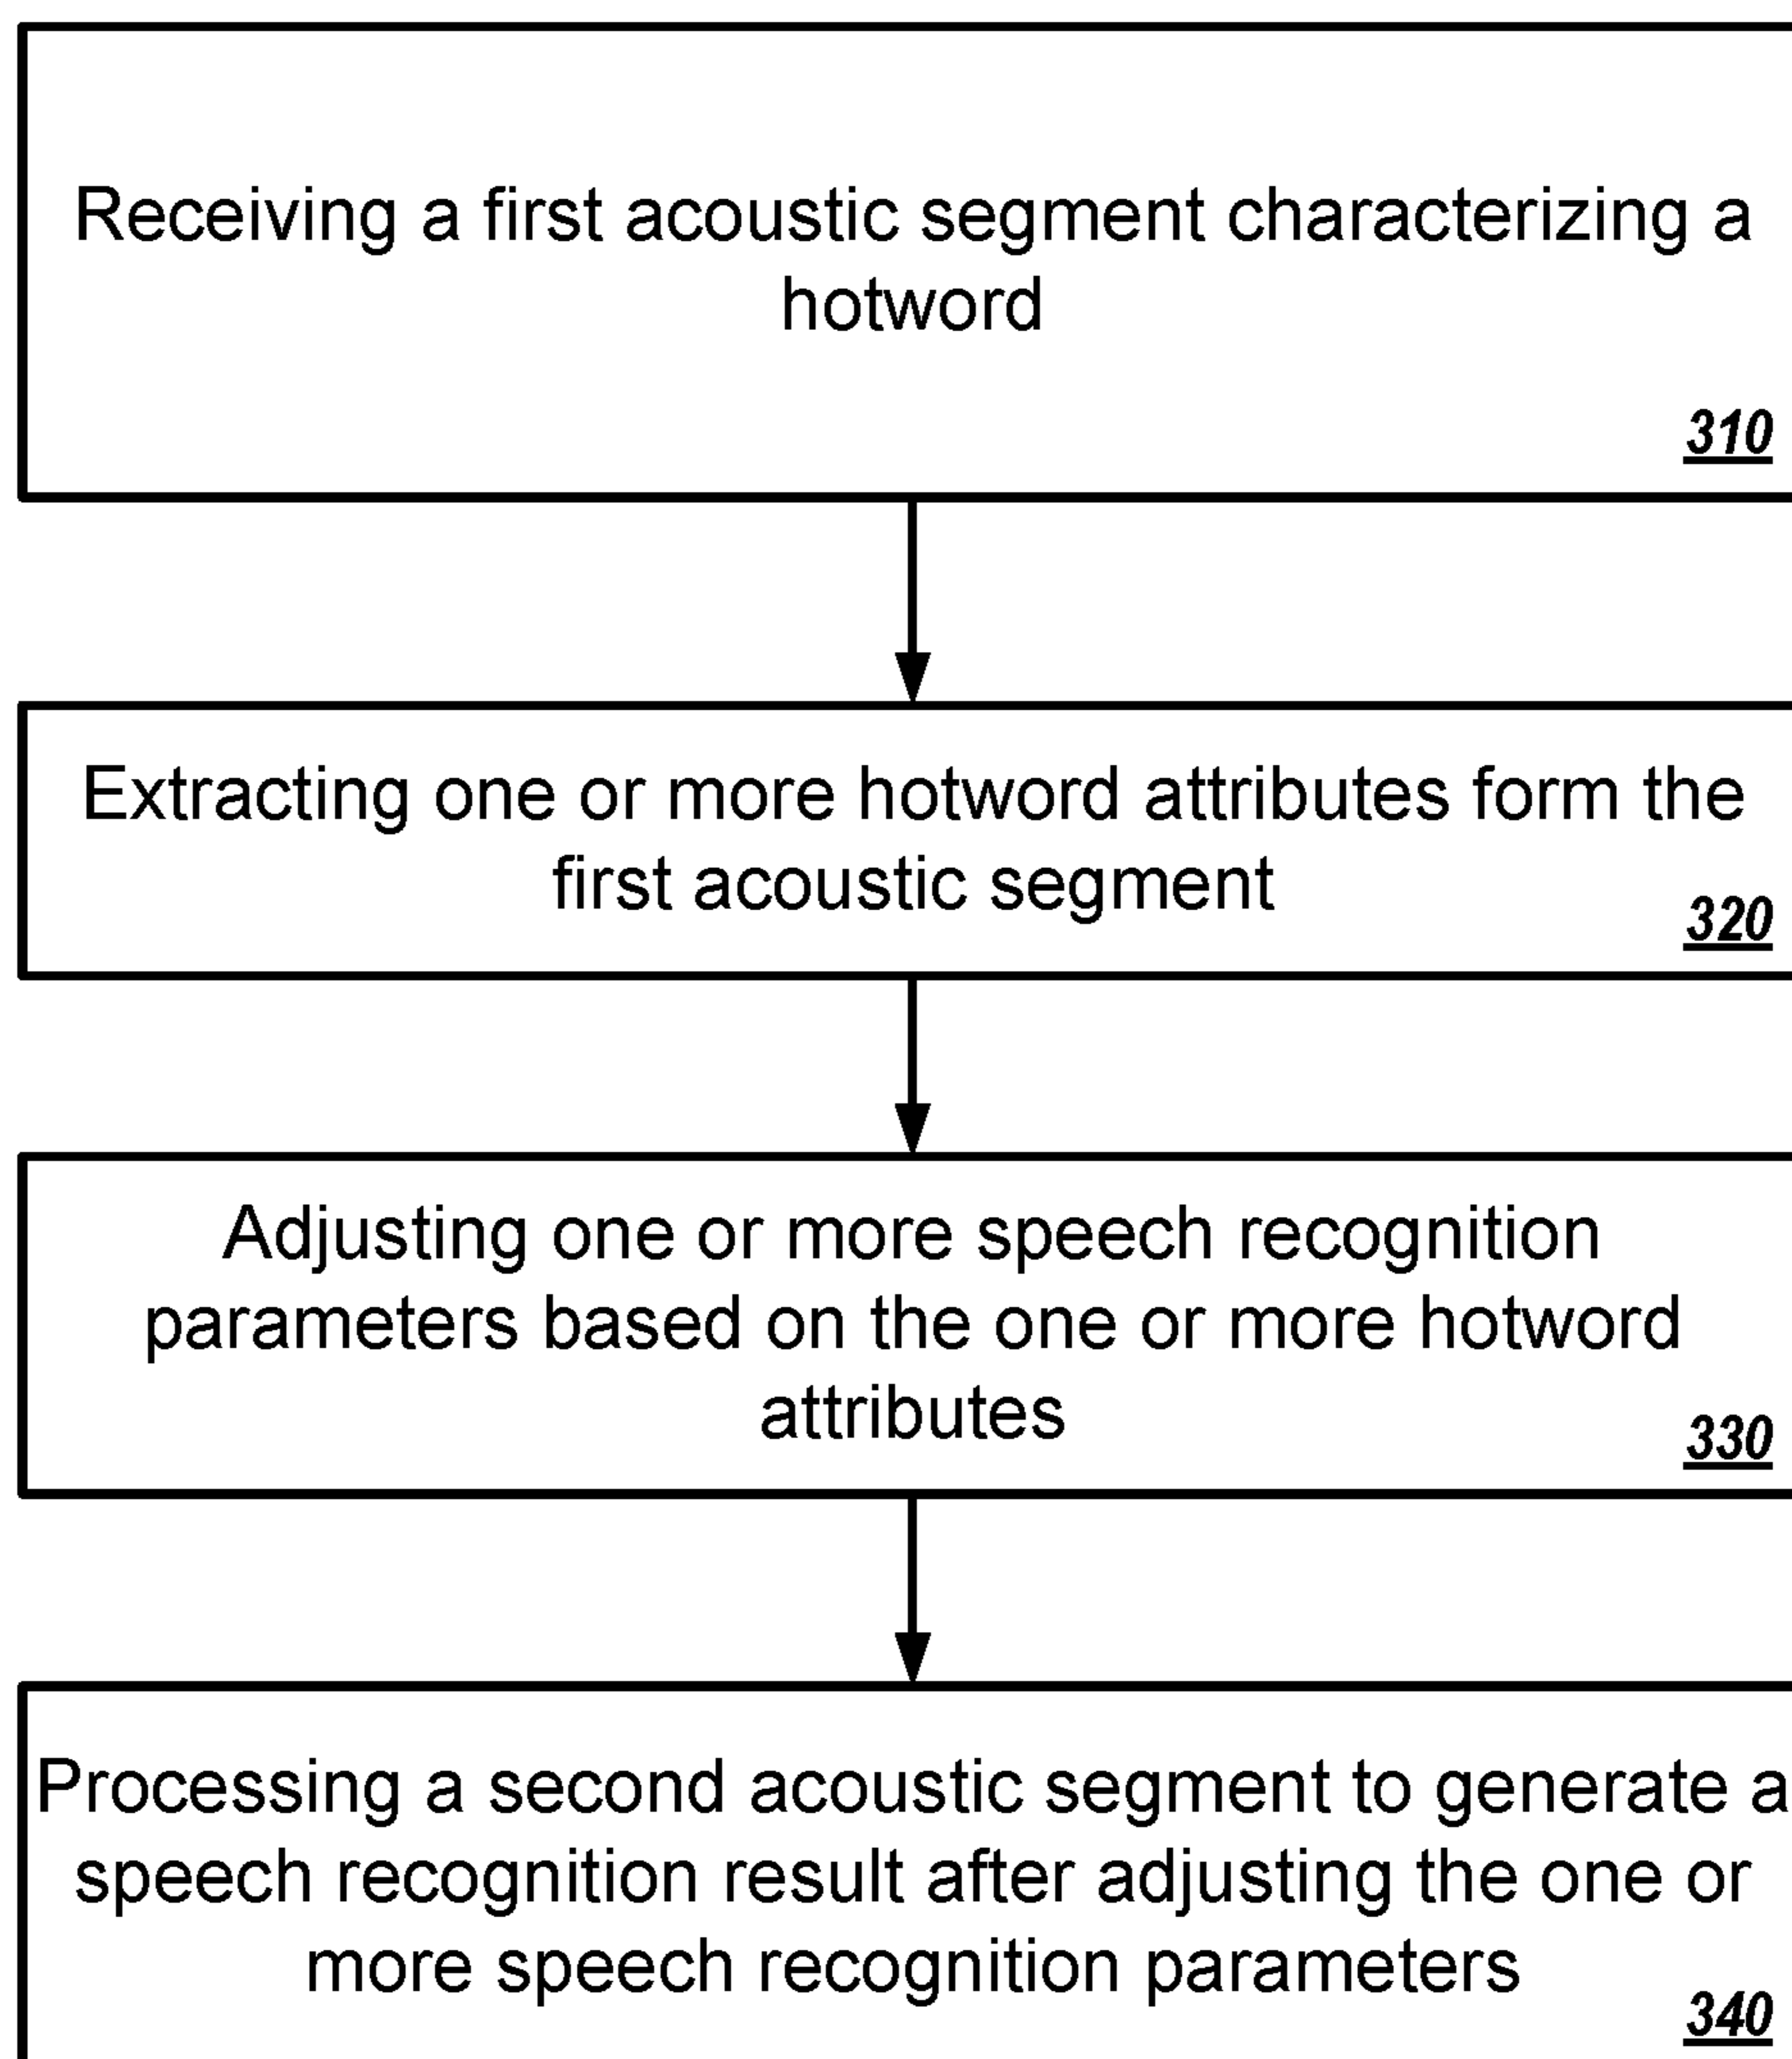 Receiving a first acoustic segment characterizing a
hotword
310
Extracting one or more hotword attributes form the
first acoustic segment
320
Adjusting one or more speech recognition
parameters based on the one or more hotword
attributes
330
Processing a second acoustic segment to generate a
speech recognition result after adjusting the one or
more speech recognition parameters
340